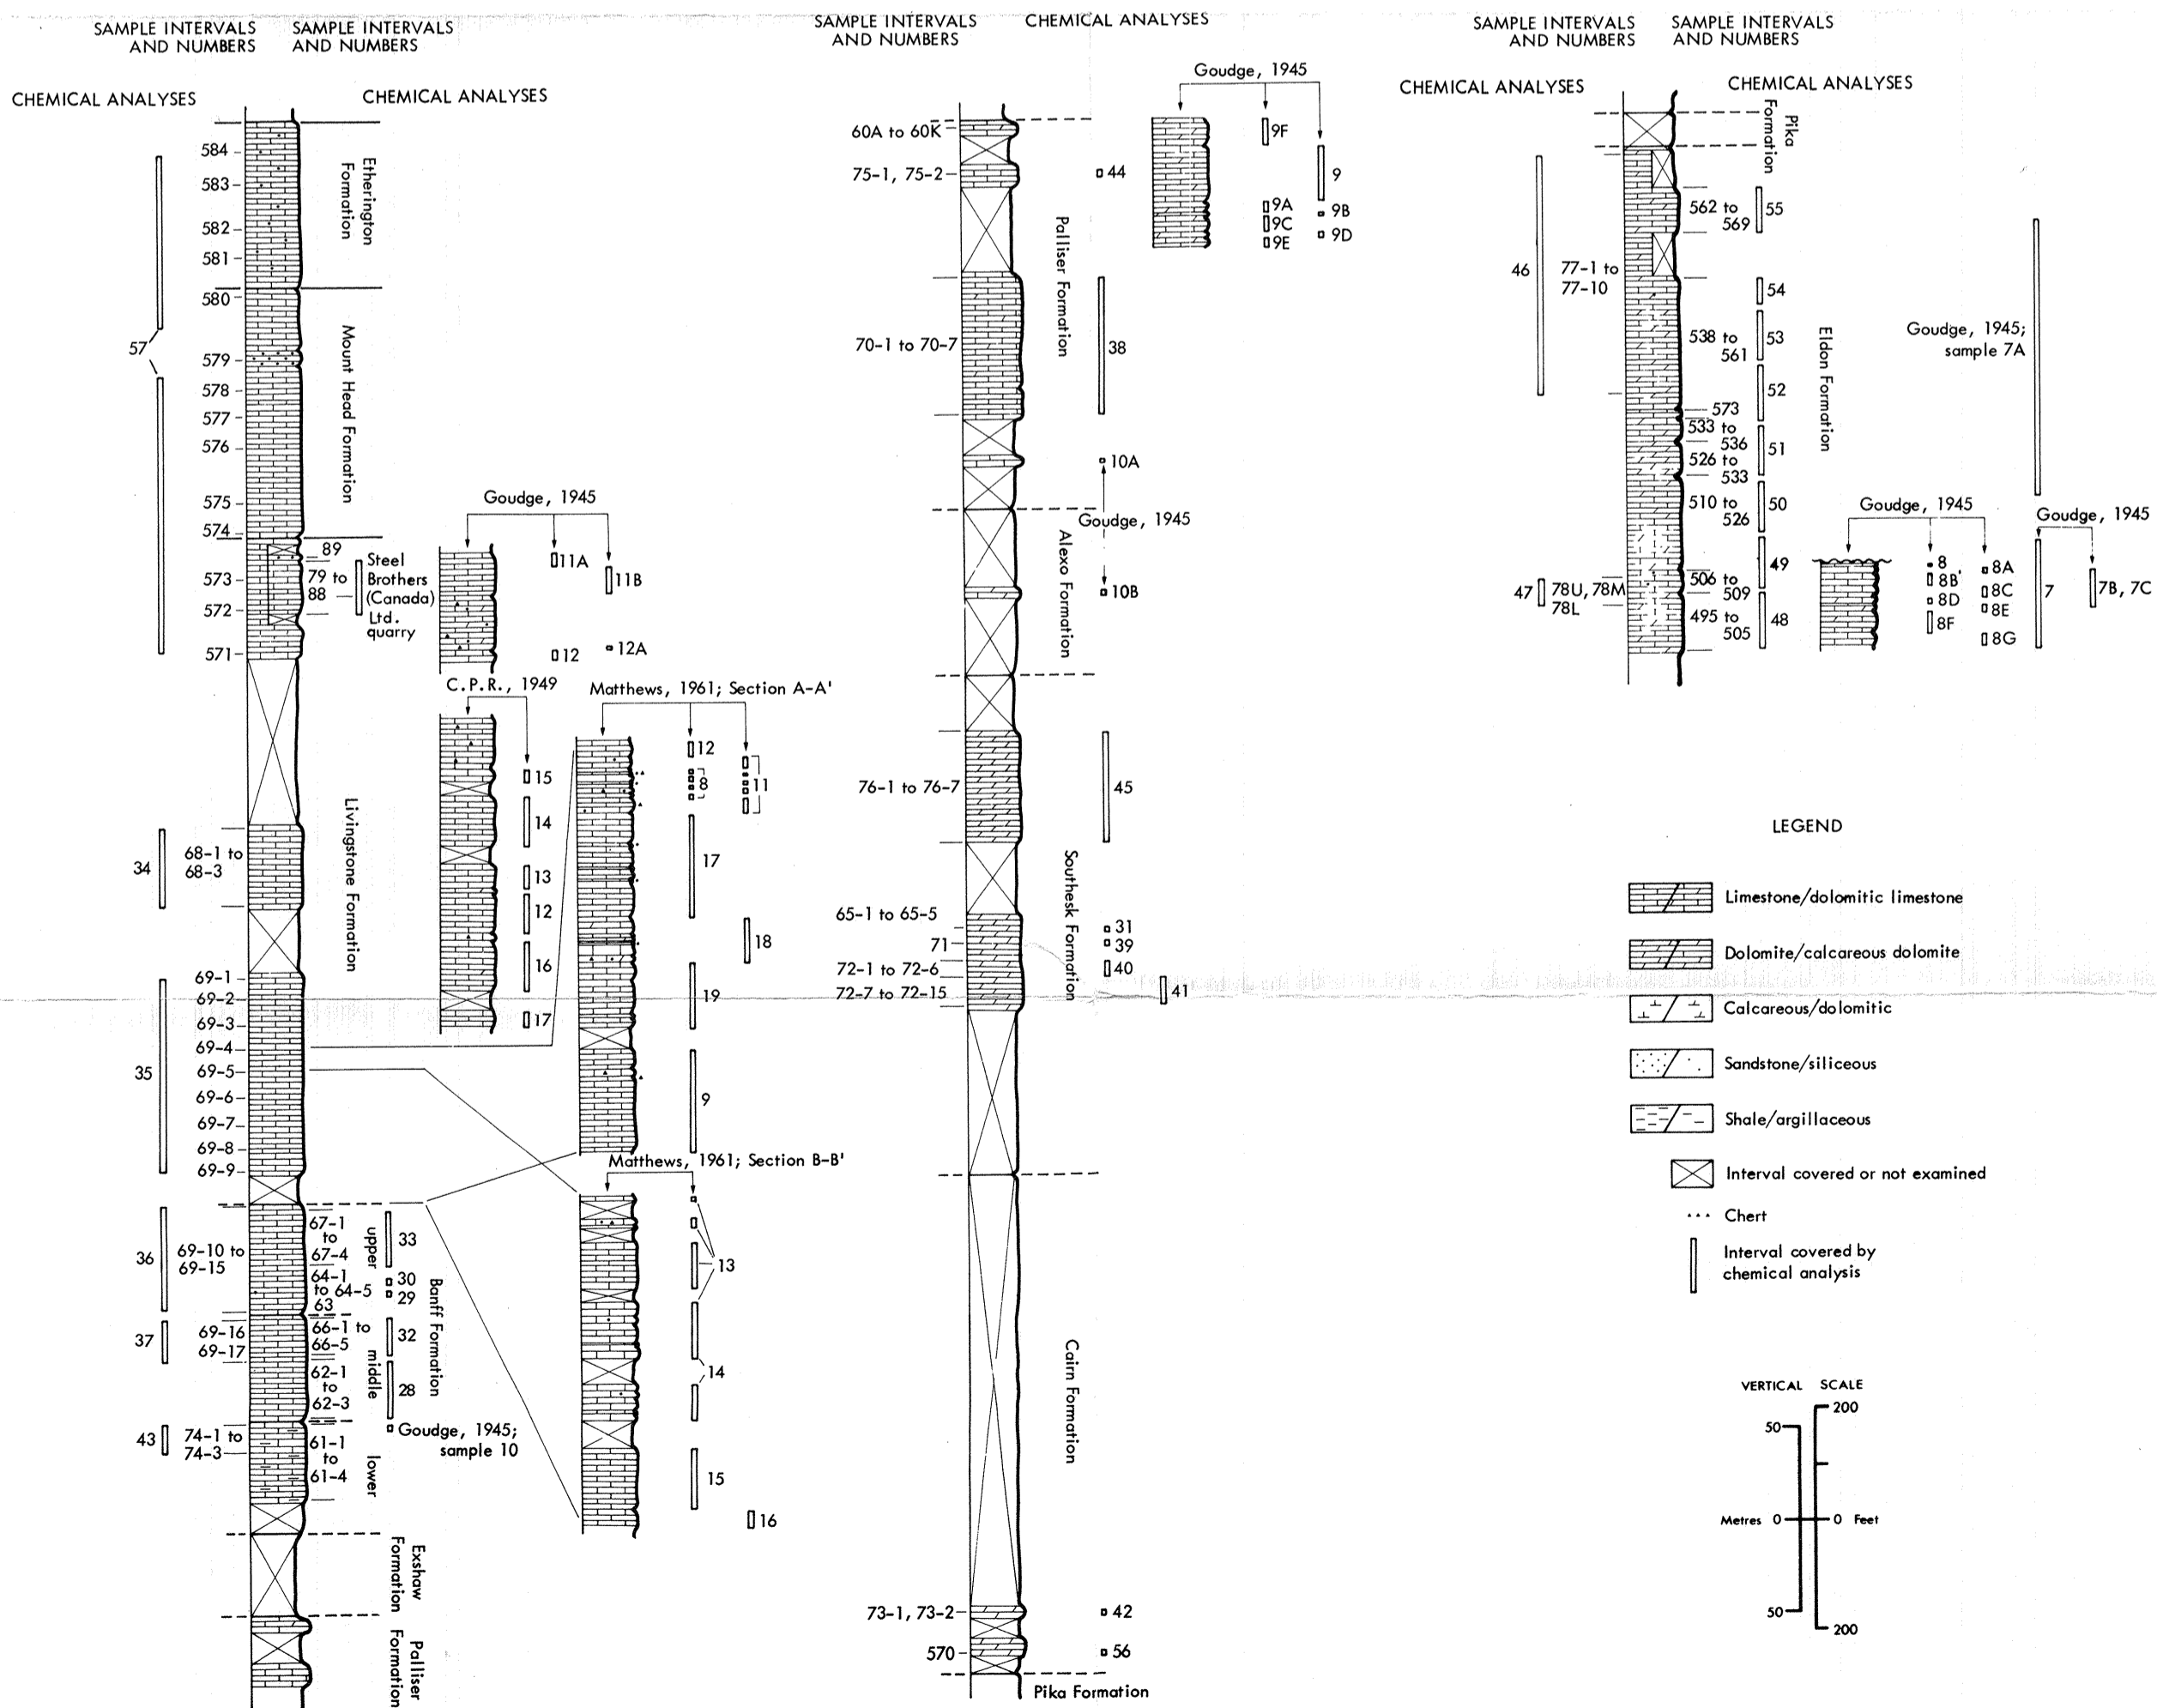 SAMPLE INTERVALS
AND NUMBERS
SAMPLE INTERVALS
AND NUMBERS
CHEMICAL ANALYSES
CHEMICAL ANALYSES
584
583
582
581
580
57
579
578
577
576
575
574
573
572
571
Etherington
Formation
Mount Head Formation
89
79 to
88
Steel
Brothers
(Canada)
Ltd.
quarry
Goudge, 1945
11A
11B
12
12A
C.P.R., 1949
15
14
13
12
16
17
Matthews, 1961; Section A-A'
12
8
11
17
18
19
9
Livingstone Formation
34
68-1 to
68-3
35
69-1
69-2
69-3
69-4
69-5
69-6
69-7
69-8
69-9
Matthews, 1961; Section B-B'
13
14
15
16
36
69-10 to
69-15
37
69-16
69-17
43
74-1 to
74-3
67-1
to
67-4
64-1
to 64-5
63
66-1 to
66-5
62-1
to
62-3
61-1
to
61-4
upper
middle
lower
33
30
29
32
28
Banff Formation
Goudge, 1945;
sample 10
Exshaw
Formation
Palliser
Formation
SAMPLE INTERVALS
AND NUMBERS
CHEMICAL ANALYSES
60A to 60K
75-1, 75-2
44
Goudge, 1945
9F
9
9A
9B
9C
9D
9E
Palliser Formation
70-1 to 70-7
38
10A
Goudge, 1945
10B
Alexo Formation
76-1 to 76-7
45
Southesk Formation
65-1 to 65-5
71
72-1 to 72-6
72-7 to 72-15
31
39
40
41
Cairn Formation
73-1, 73-2
42
570
56
Pika Formation
SAMPLE INTERVALS
AND NUMBERS
SAMPLE INTERVALS
AND NUMBERS
CHEMICAL ANALYSES
CHEMICAL ANALYSES
Pika
Formation
46
77-1 to
77-10
562 to
569
55
54
538 to
561
53
52
573
533 to
536
51
526 to
533
510 to
526
50
49
506 to
509
495 to
505
48
47
78U, 78M
78L
Eldon Formation
Goudge, 1945;
sample 7A
Goudge, 1945
8
8A
8B'
8C
8D
8E
8F
8G
Goudge, 1945
7
7B, 7C
LEGEND
Limestone/dolomitic limestone
Dolomite/calcareous dolomite
Calcareous/dolomitic
Sandstone/siliceous
Shale/argillaceous
Interval covered or not examined
Chert
Interval covered by
chemical analysis
VERTICAL SCALE
200
50
Metres 0
0 Feet
50
200